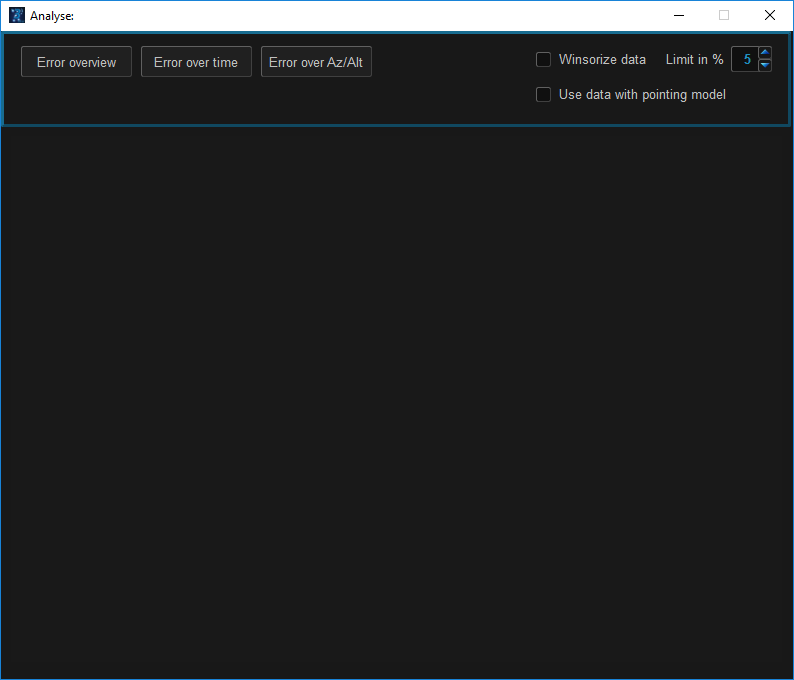 Analyse:
Error overview Error over time Error over Az/Alt Winsorize data Limit in % 5
Use data with pointing model